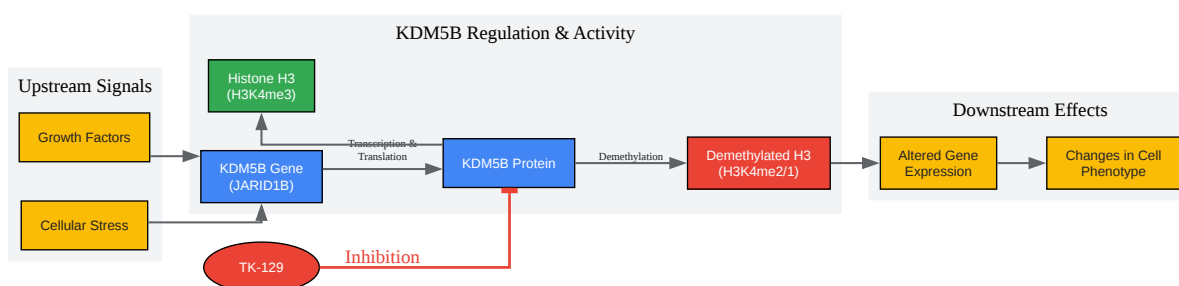 KDM5B Regulation & Activity
Upstream Signals
Growth Factors
Cellular Stress
Histone H3
(H3K4me3)
KDM5B Gene
(JARID1B)
Transcription &
Translation
KDM5B Protein
Demethylation
Demethylated H3
(H3K4me2/1)
Downstream Effects
Altered Gene
Expression
Changes in Cell
Phenotype
TK-129
Inhibition